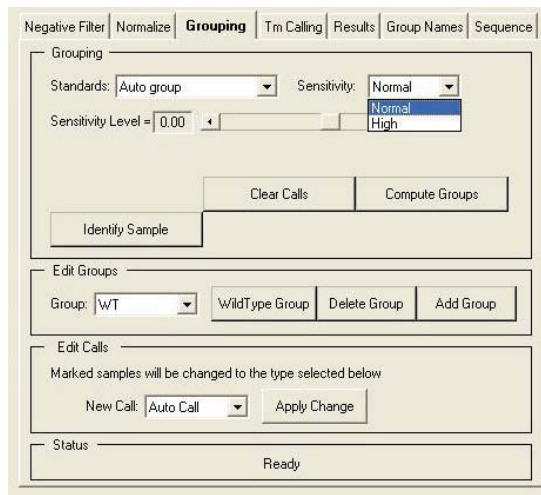 Negative Filter Normalize Grouping Tm Calling Results Group Names Sequence
Grouping
Standards: Auto group Sensitivity: Normal
Normal
High
Sensitivity Level = 0.00
Clear Calls Compute Groups
Identify Sample
Edit Groups
Group: WT WildType Group Delete Group Add Group
Edit Calls
Marked samples will be changed to the type selected below
New Call: Auto Call Apply Change
Status
Ready